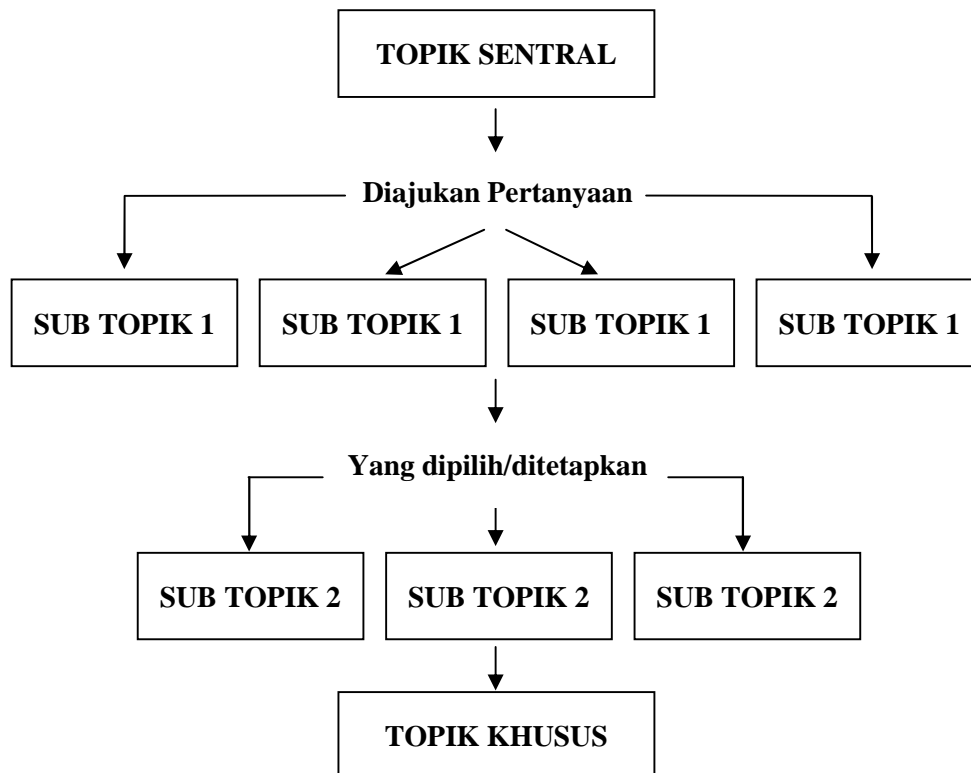 TOPIK SENTRAL
Diajukan Pertanyaan
SUB TOPIK 1
SUB TOPIK 1
SUB TOPIK 1
SUB TOPIK 1
Yang dipilih/ditetapkan
SUB TOPIK 2
SUB TOPIK 2
SUB TOPIK 2
TOPIK KHUSUS